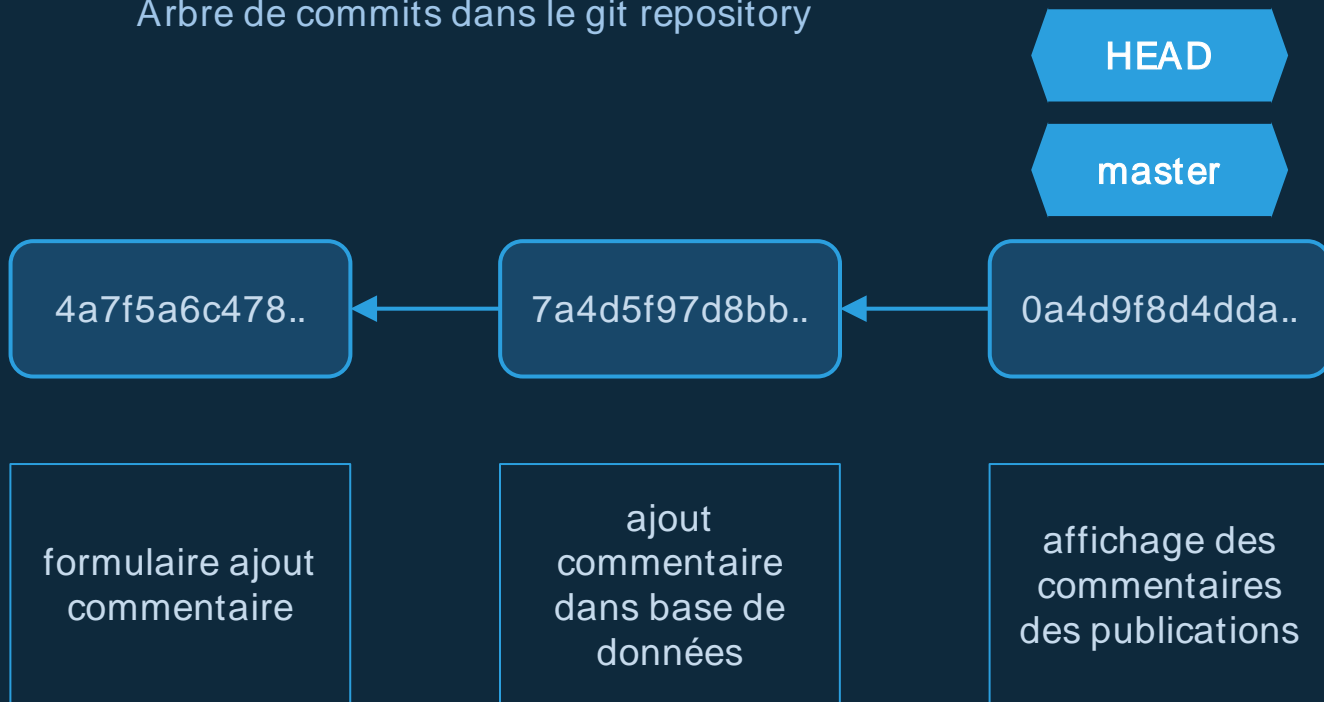 Arbre de commits dans le git repository
HEAD
master
4a7f5a6c478..
7a4d5f97d8bb..
0a4d9f8d4dda..
formulaire ajout
commentaire
ajout
commentaire
dans base de
données
affichage des
commentaires
des publications